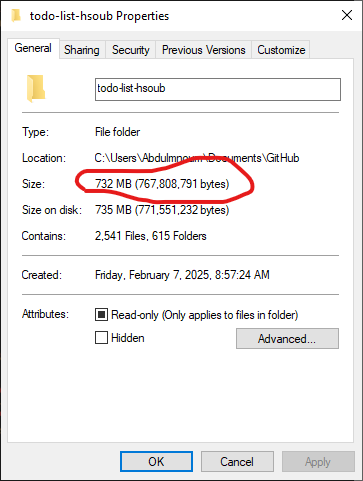 todo-list-hsoub Properties
General Sharing Security Previous Versions Customize
todo-list-hsoub
Type: File folder
Location: C:\Users\Abdulmnoum\Documents\GitHub
Size: 732 MB (767,808,791 bytes)
Size on disk: 735 MB (771,551,232 bytes)
Contains: 2,541 Files, 615 Folders
Created: Friday, February 7, 2025, 8:57:24 AM
Attributes: Read-only (Only applies to files in folder)
Hidden Advanced...
OK Cancel Apply